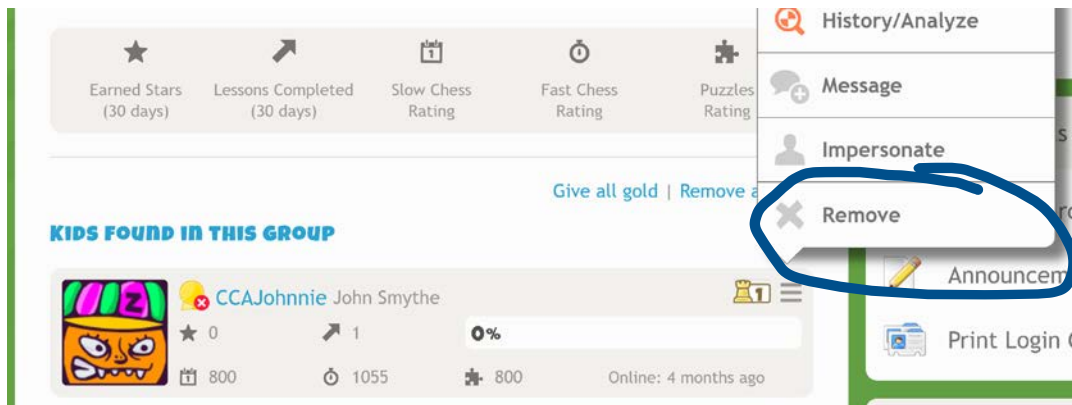 History/Analyze
Message
Impersonate
Remove
Earned Stars
(30 days)
Lessons Completed
(30 days)
Slow Chess
Rating
Fast Chess
Rating
Puzzles
Rating
Give all gold | Remove
KIDS FOUND IN THIS GROUP
CCAJohnnie John Smythe
1
0
1
0%
800
1055
800
Online: 4 months ago
Print Login